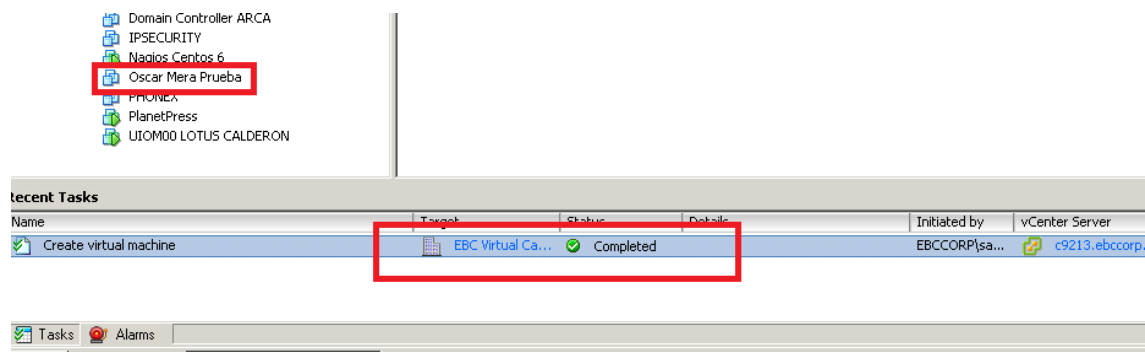 Domain Controller ARCA
IPSECURITY
Nagios Centos 6
Oscar Mera Prueba
PHONEX
PlanetPress
UIOM00 LOTUS CALDERON
Recent Tasks
Name Target Status Details Initiated by vCenter Server
Create virtual machine EBC Virtual Ca... Completed EBCCORP\sa... c9213.ebccorp.
Tasks Alarms